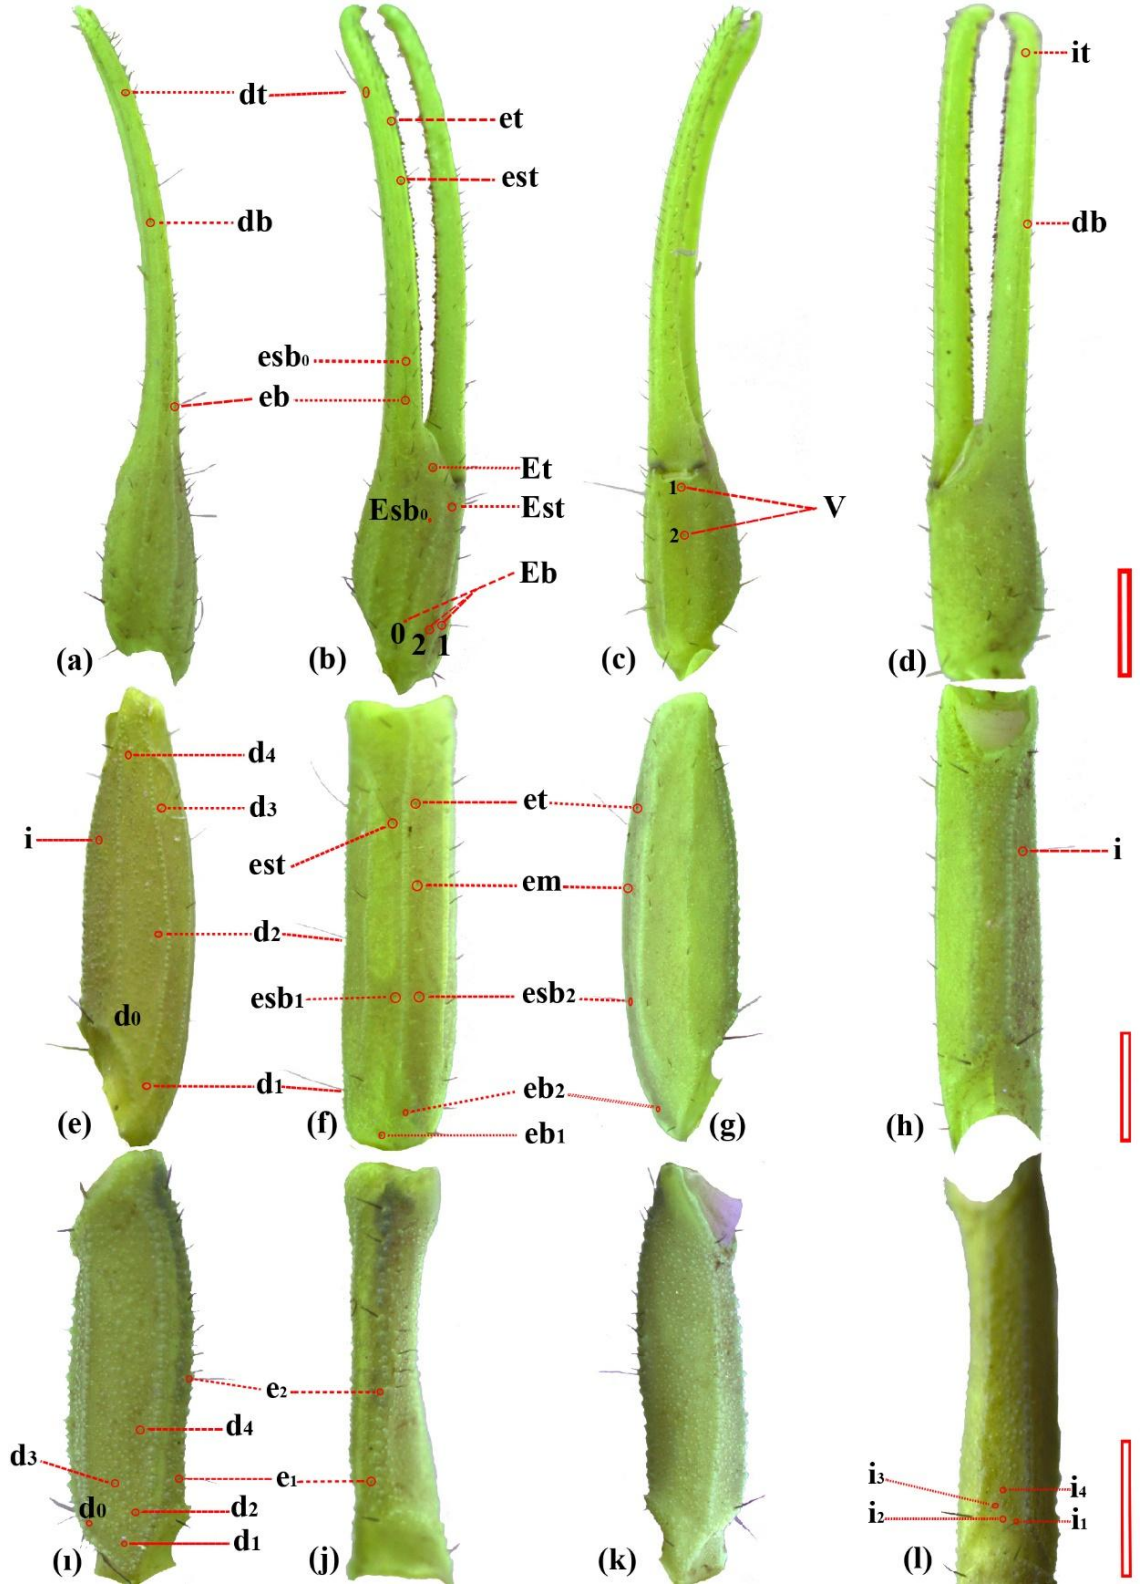 dt
it
et
est
db
db
esb₀
eb
Et
Esb₀
Est
1
V
2
Eb
0
2
1
(a)
(b)
(c)
(d)
d₄
et
d₃
i
est
em
i
d₂
esb₁
esb₂
d₀
d₁
eb₂
eb₁
(e)
(f)
(g)
(h)
e₂
d₄
d₃
e₁
i₃
i₄
d₀
d₂
i₂
i₁
d₁
(ı)
(j)
(k)
(l)